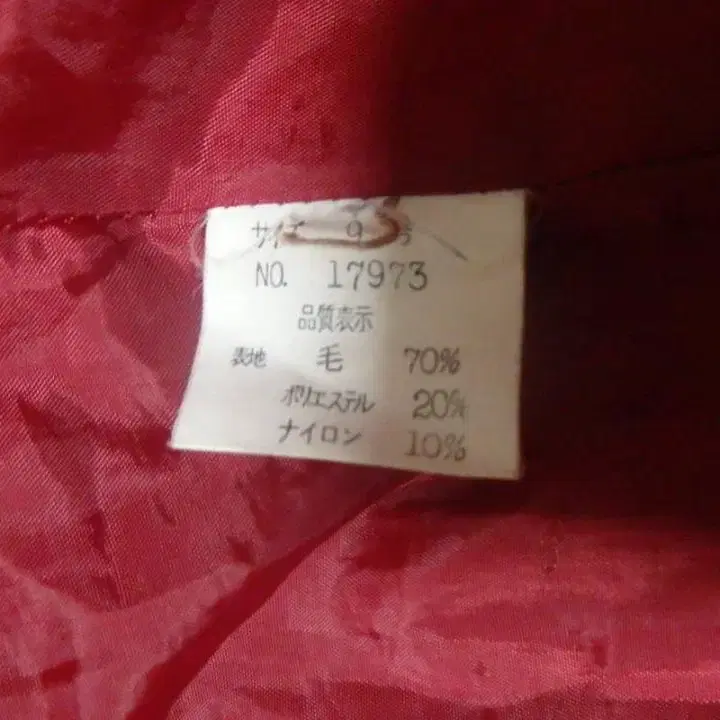 サイズ 9
NO. 17973
品質表示
表地 毛 70%
ポリエステル 20%
ナイロン 10%